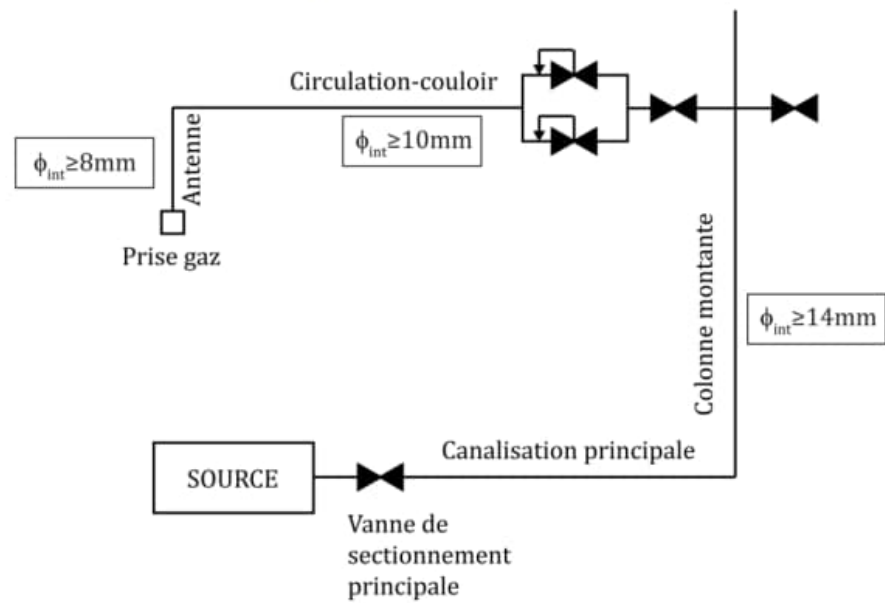 Circulation-couloir
ϕint≥10mm
ϕint≥8mm
Antenne
Prise gaz
Colonne montante
ϕint≥14mm
Canalisation principale
SOURCE
Vanne de
sectionnement
principale